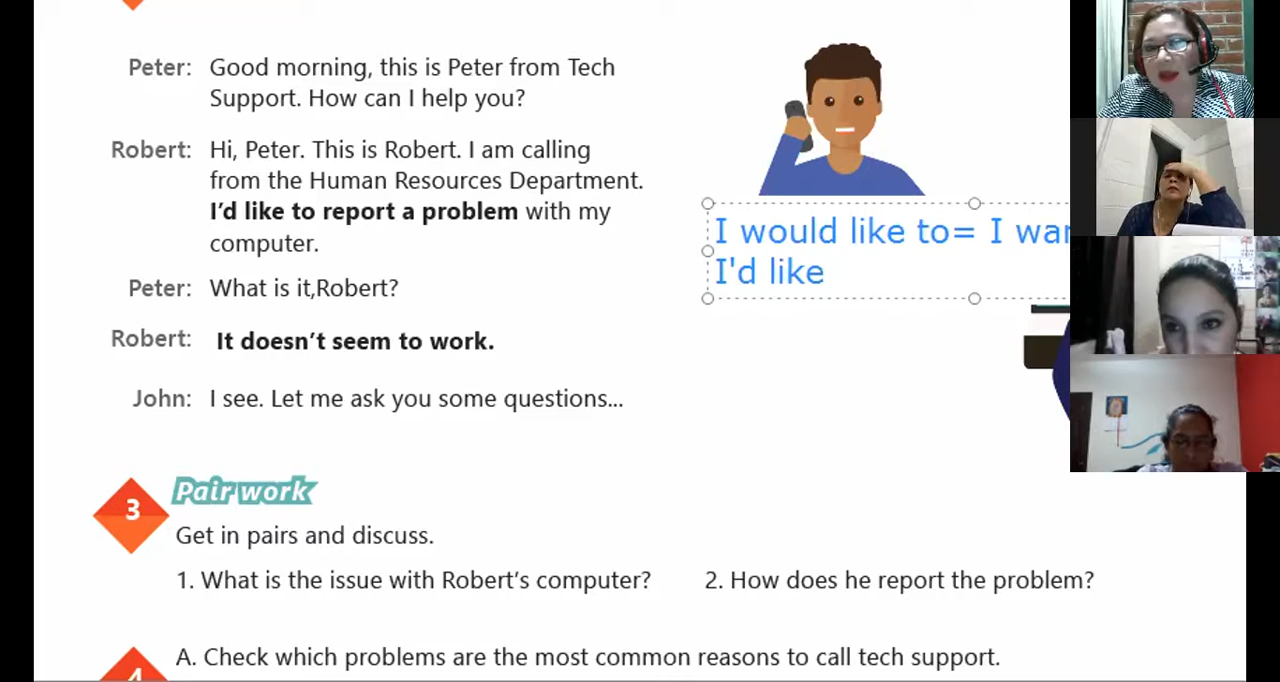 Peter: Good morning, this is Peter from Tech
Support. How can I help you?
Robert: Hi, Peter. This is Robert. I am calling
from the Human Resources Department.
I'd like to report a problem with my
computer.
I would like to= I
I'd like
Peter: What is it,Robert?
Robert: It doesn't seem to work.
John: I see. Let me ask you some questions...
3 Pair work
Get in pairs and discuss.
1. What is the issue with Robert's computer? 2. How does he report the problem?
4
A. Check which problems are the most common reasons to call tech support.